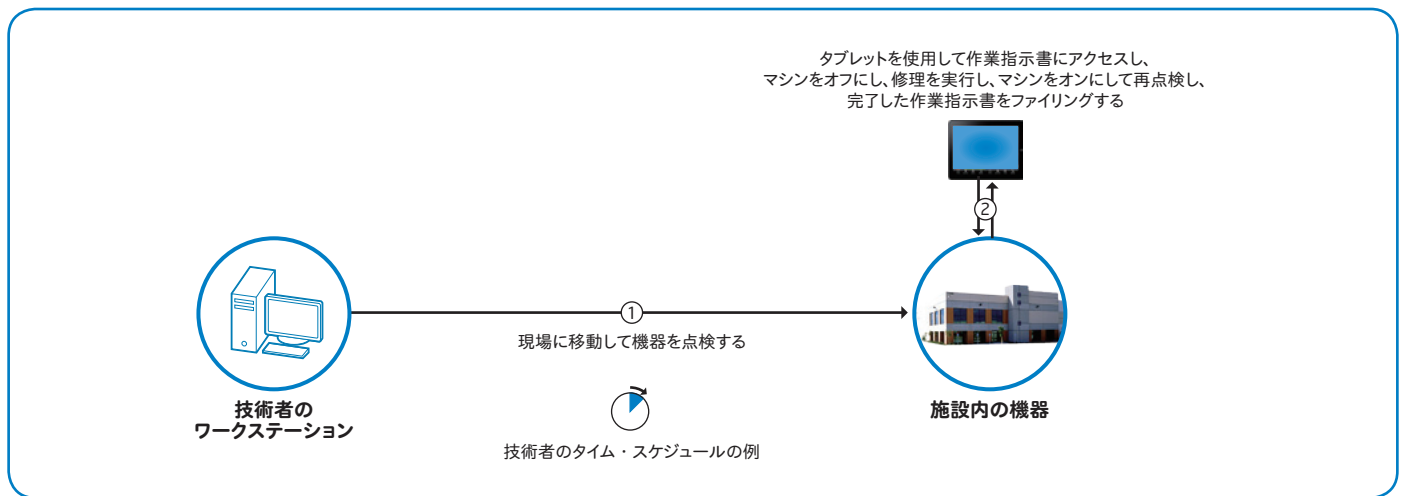 タブレットを使用して作業指示書にアクセスし、
マシンをオフにし、修理を実行し、マシンをオンにして再点検し、
完了した作業指示書をファイリングする
②
①
現場に移動して機器を点検する
技術者の
ワークステーション
施設内の機器
技術者のタイム・スケジュールの例